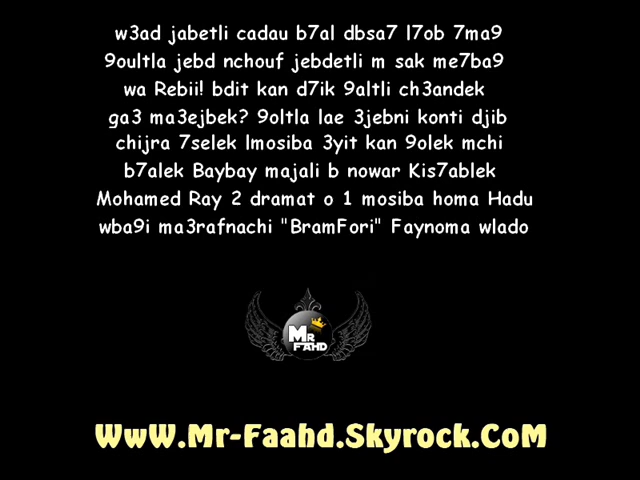 w3ad jabetli cadau b7al dbsa7 l7ob 7ma9
9oultla jebd nchouf jebdetli m sak me7ba9
wa Rebii! bdit kan d7ik 9altli ch3andek
ga3 ma3ejbek? 9oltla lae 3jebni konti djib
chijra 7selek lmosiba 3yit kan 9olek mchi
b7alek Baybay majali b nowar Kis7ablek
Mohamed Ray 2 dramat o 1 mosiba homa Hadu
wba9i ma3rafnachi "BramFori" Faynoma wlado
MR
FAHD
WwW.Mr-Faahd.Skyrock.CoM